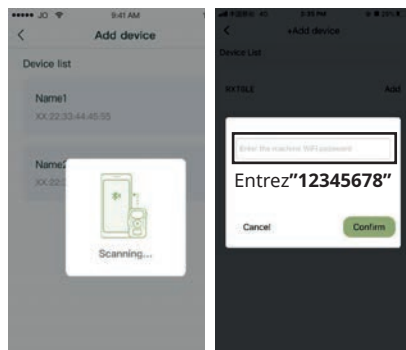 JO
9:41 AM
Add device
Device list
Name1
XX:22:33:44:45:55
Name2
Scanning...
+Add device
Device List
Add
Enter the machine WiFi password
Entrez"12345678"
Cancel
Confirm